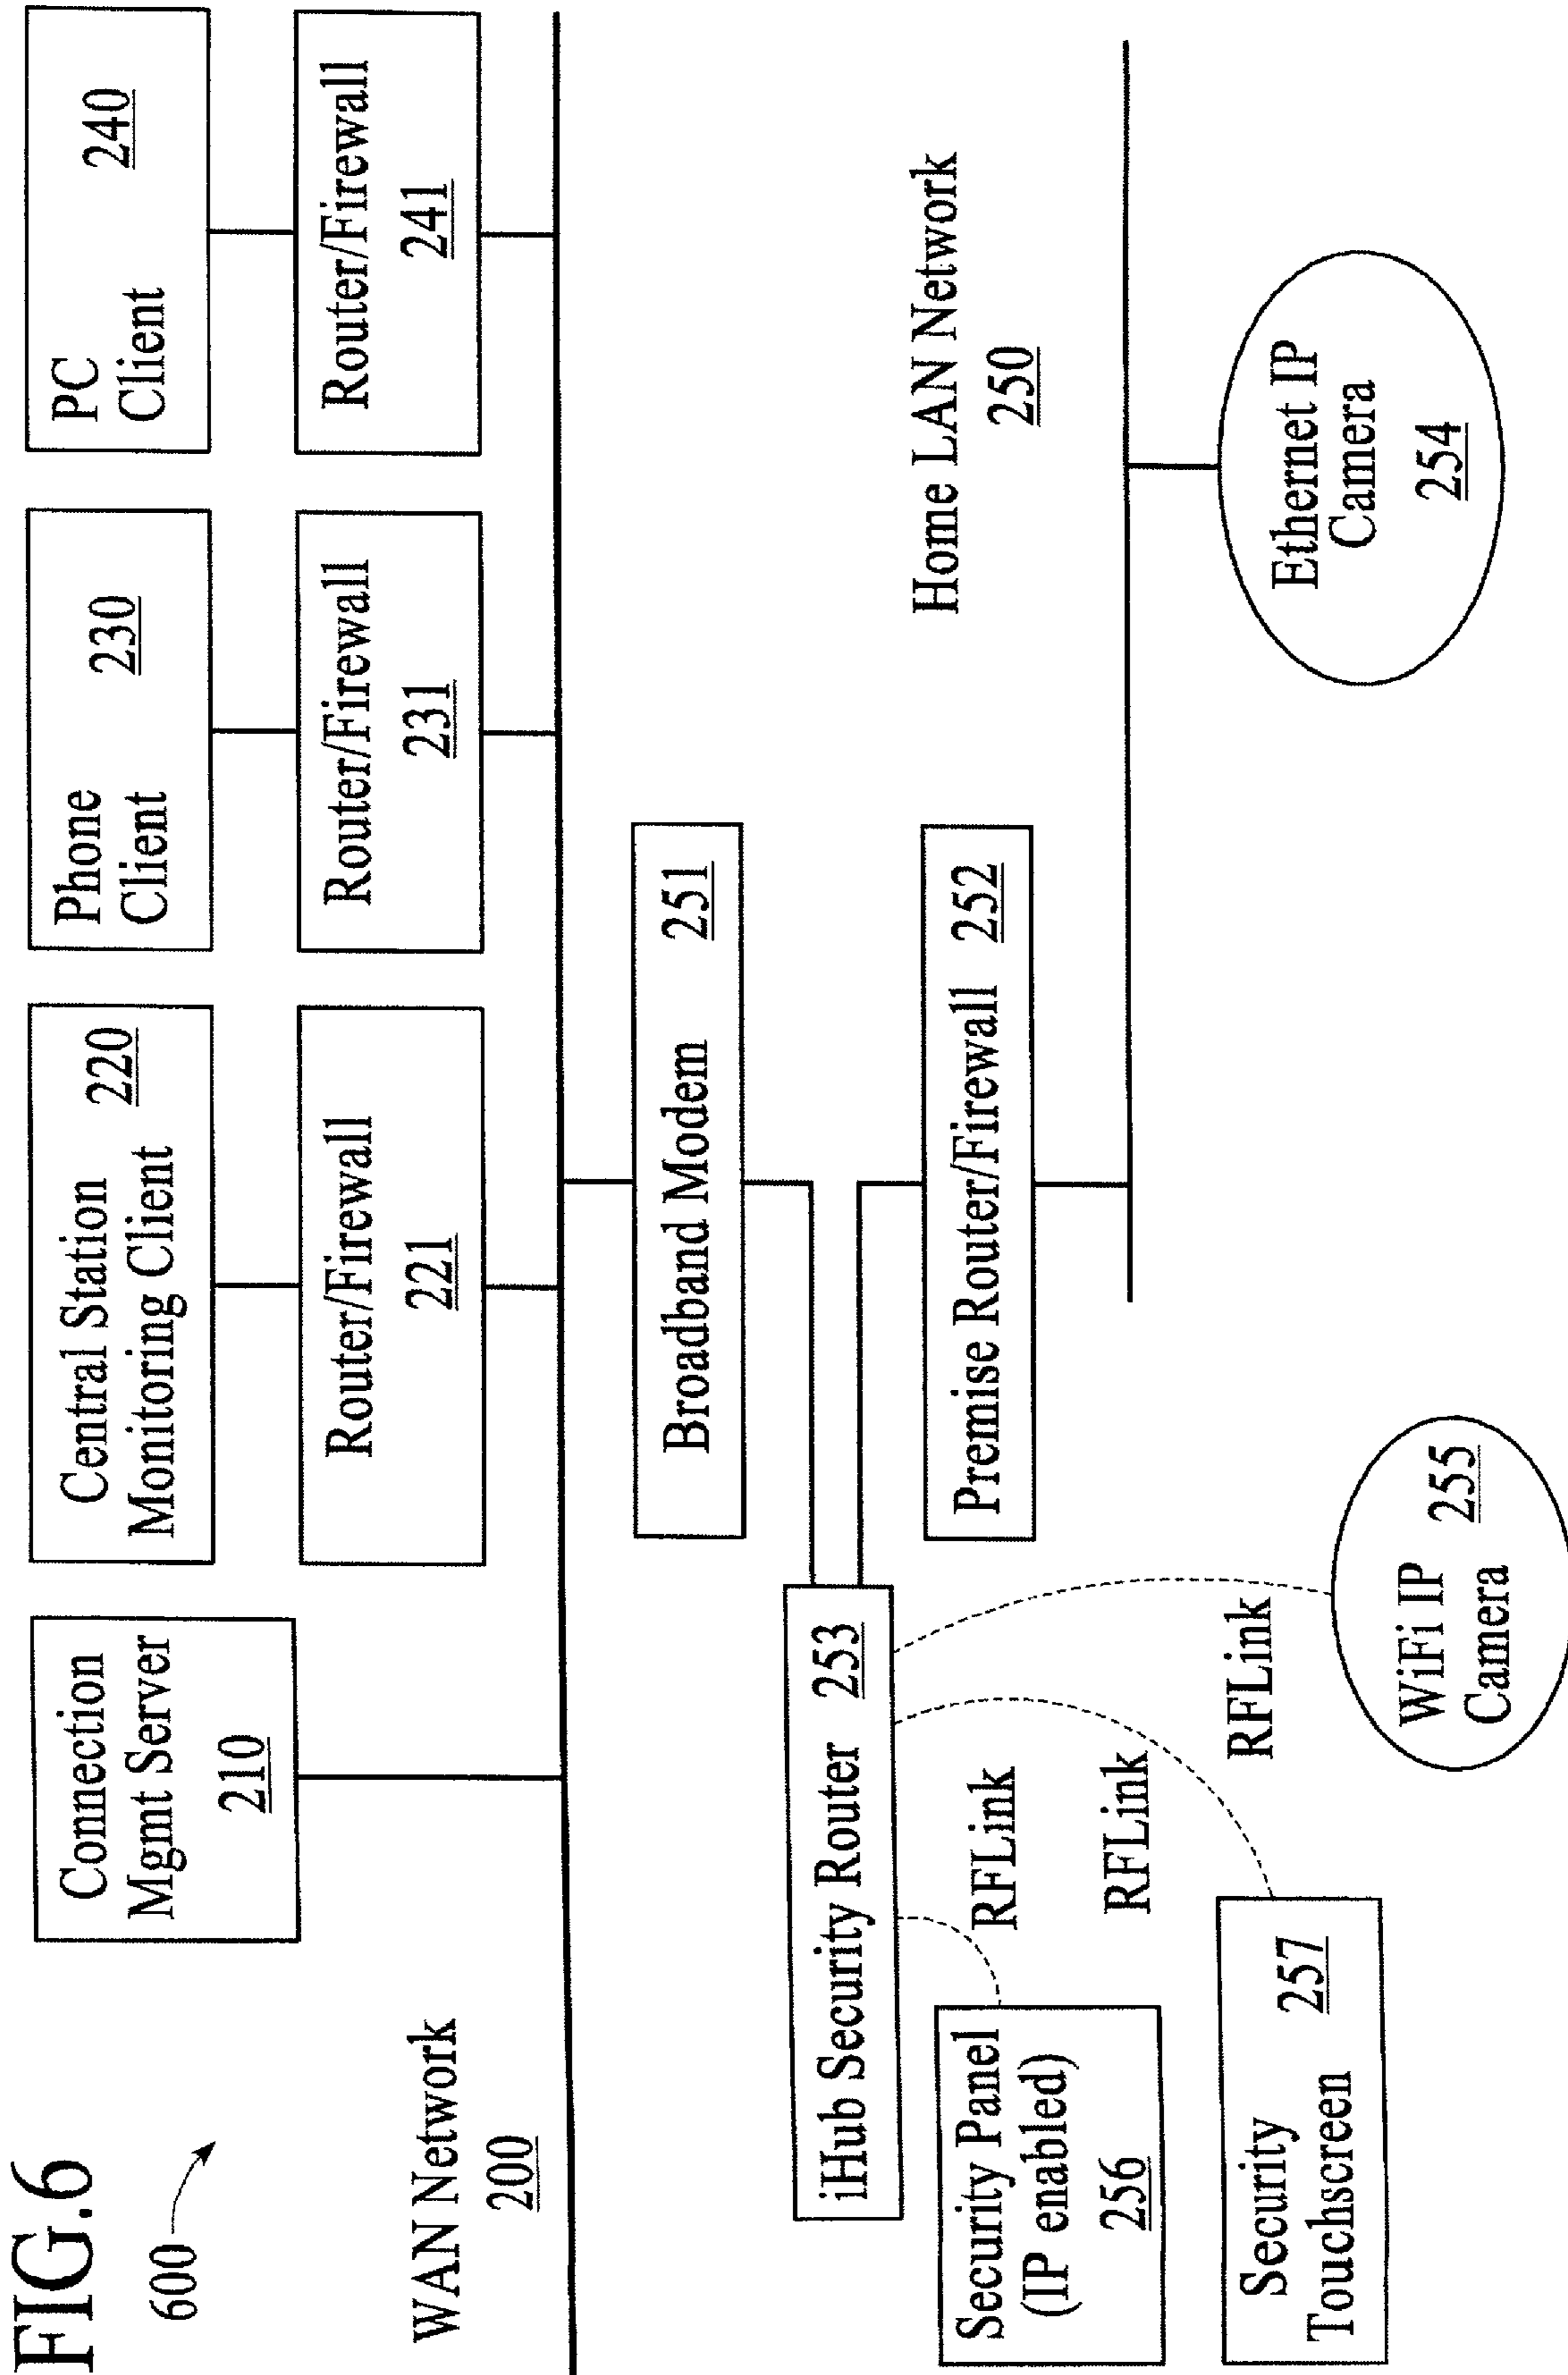 FIG.6
600
WAN Network
200
Connection
Mgmt Server
210
Central Station
Monitoring Client
220
Router/Firewall
221
Phone
Client
230
Router/Firewall
231
PC
Client
240
Router/Firewall
241
Broadband Modem 251
iHub Security Router 253
Premise Router/Firewall 252
Home LAN Network
250
Security Panel
(IP enabled)
256
RFLink
Security
Touchscreen
257
RFLink
RFLink
WiFi IP
Camera
255
Ethernet IP
Camera
254